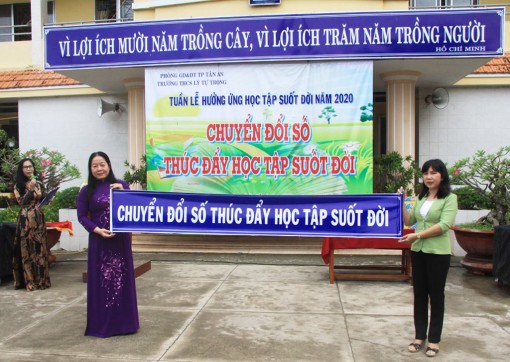 VÌ LỢI ÍCH MƯỜI NĂM TRỒNG CÂY, VÌ LỢI ÍCH TRĂM NĂM TRỒNG NGƯỜI
HỒ CHÍ MINH
PHÒNG GD&ĐT TP TÂN AN
TRƯỜNG THCS LÝ TỰ TRỌNG
TUẦN LỄ HƯỞNG ỨNG HỌC TẬP SUỐT ĐỜI NĂM 2020
CHUYỂN ĐỔI SỐ
THÚC ĐẨY HỌC TẬP SUỐT ĐỜI
CHUYỂN ĐỔI SỐ THÚC ĐẨY HỌC TẬP SUỐT ĐỜI